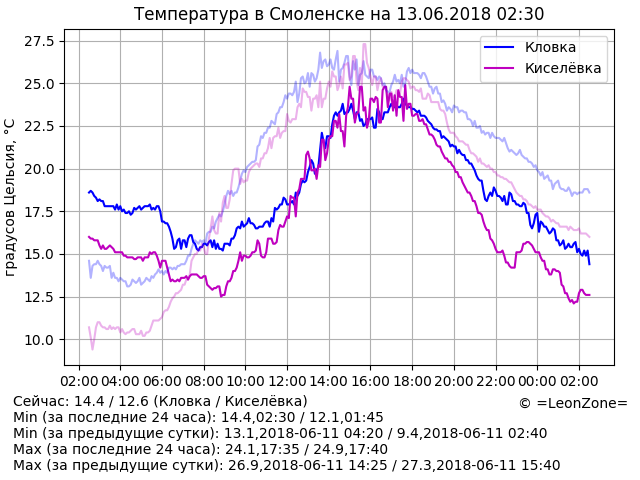 Температура в Смоленске на 13.06.2018 02:30
градусов Цельсия, °C
27.5
25.0
22.5
20.0
17.5
15.0
12.5
10.0
Кловка
Киселёвка
02:00 04:00 06:00 08:00 10:00 12:00 14:00 16:00 18:00 20:00 22:00 00:00 02:00
Сейчас: 14.4 / 12.6 (Кловка / Киселёвка)
© =LeonZone=
Min (за последние 24 часа): 14.4,02:30 / 12.1,01:45
Min (за предыдущие сутки): 13.1,2018-06-11 04:20 / 9.4,2018-06-11 02:40
Max (за последние 24 часа): 24.1,17:35 / 24.9,17:40
Max (за предыдущие сутки): 26.9,2018-06-11 14:25 / 27.3,2018-06-11 15:40